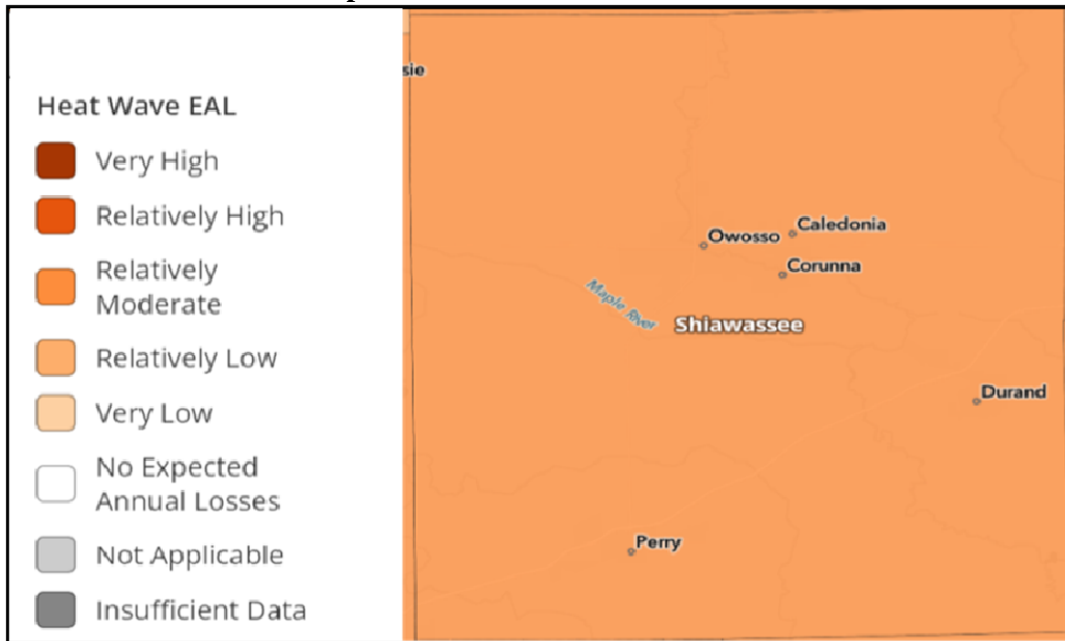 Heat Wave EAL
Very High
Relatively High
Relatively
Moderate
Relatively Low
Very Low
No Expected
Annual Losses
Not Applicable
Insufficient Data
sie
Owosso
Caledonia
Corunna
Maple River
Shiawassee
Durand
Perry